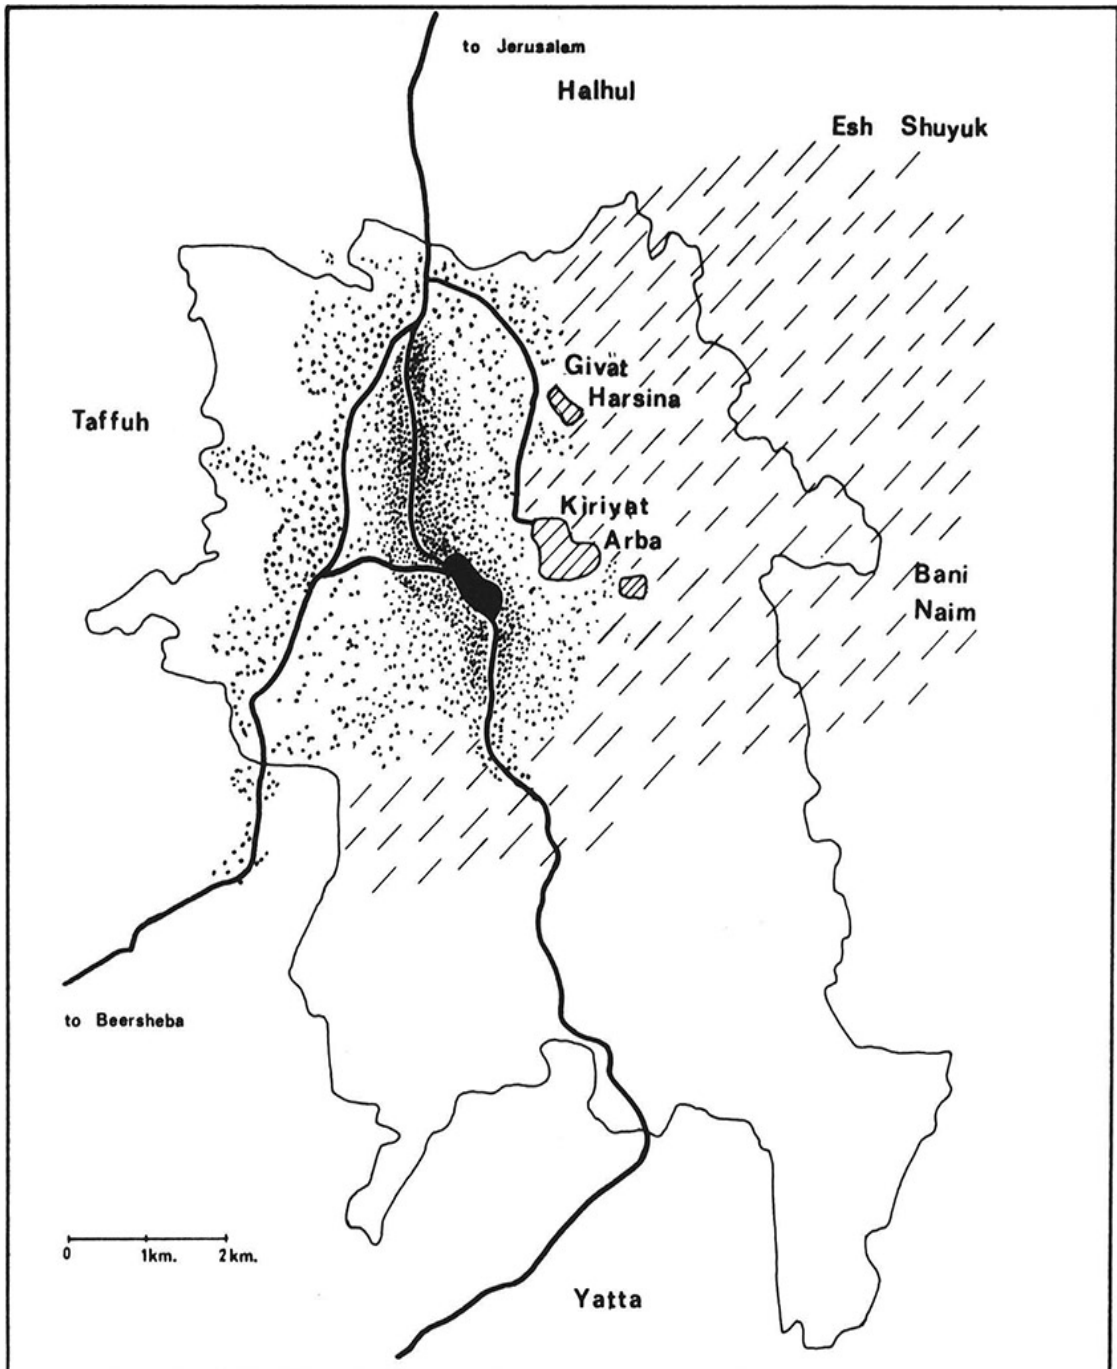 to Jerusalem
Halhul
Esh Shuyuk
Givat
Harsina
Taffuh
Kiriyat
Arba
Bani
Naim
to Beersheba
0 1km. 2km.
Yatta